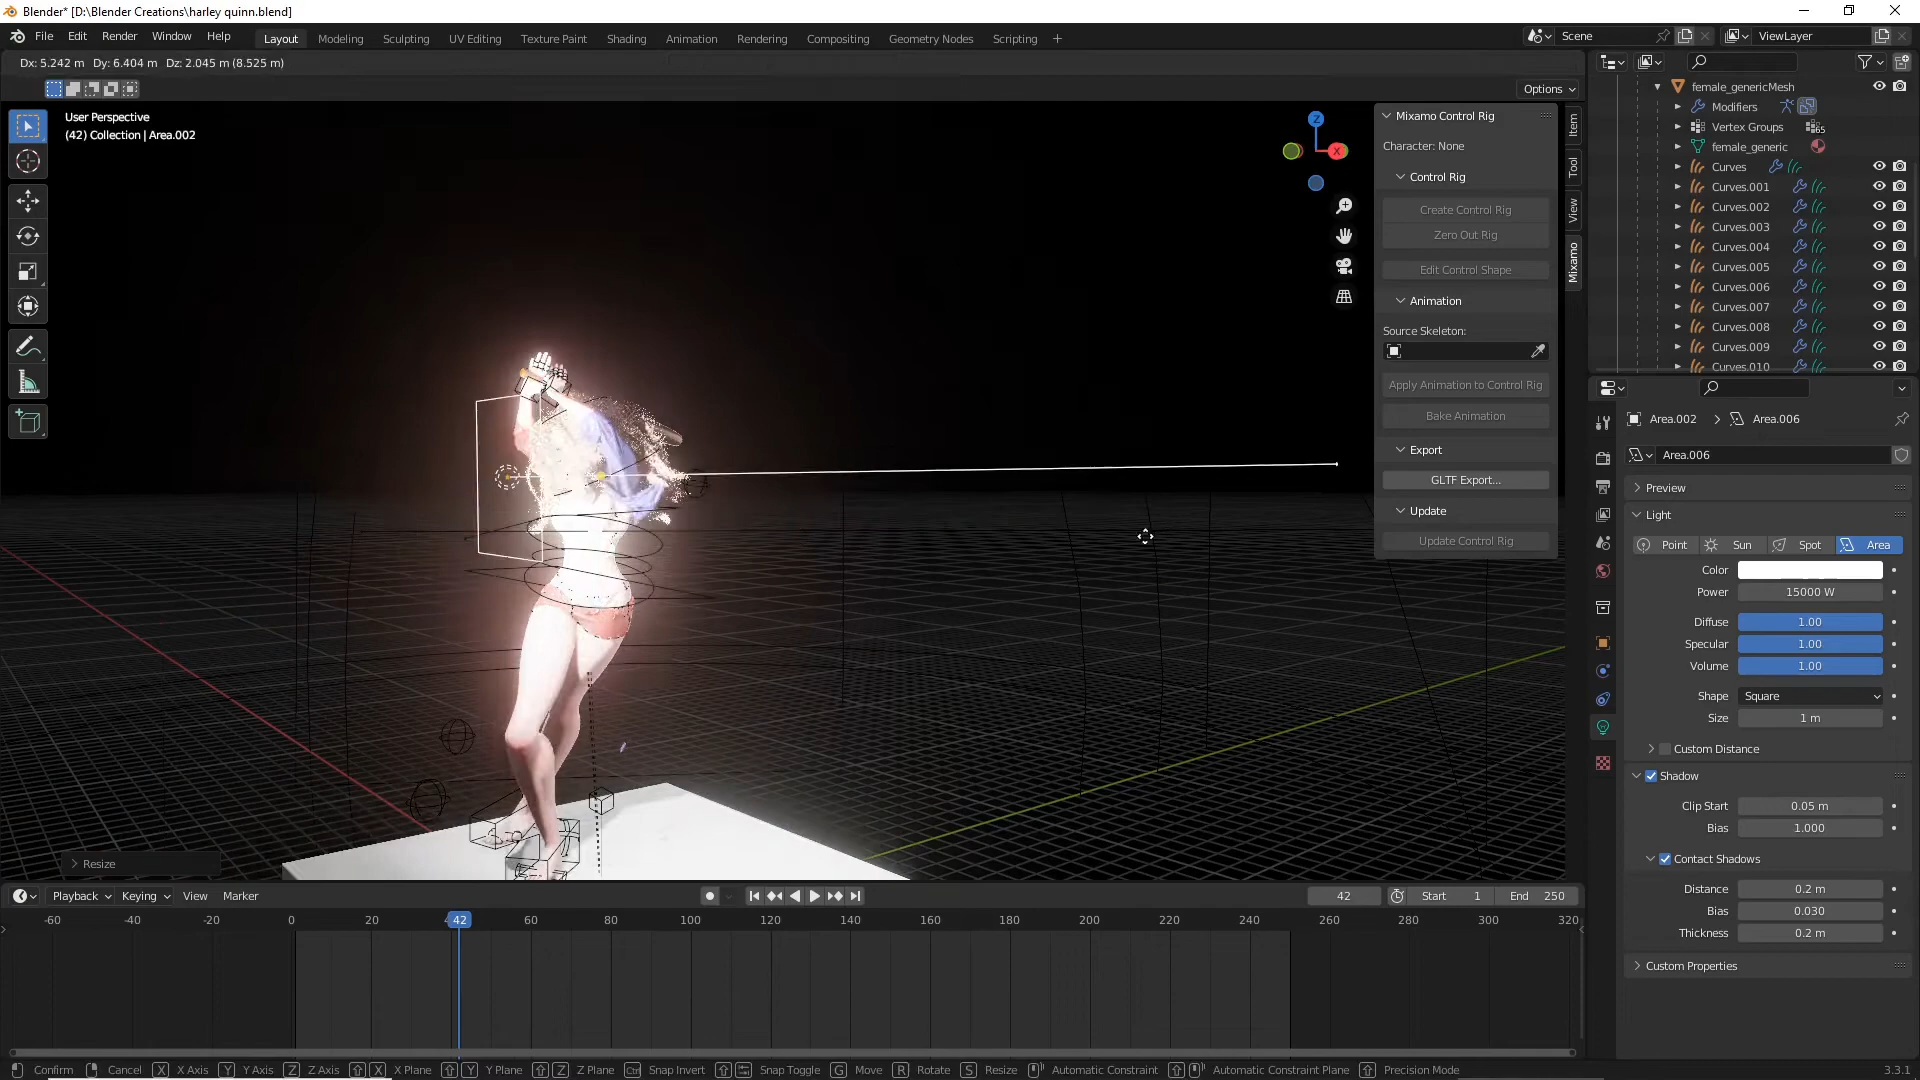 Blender* [D:\Blender Creations\harley quinn.blend]
File Edit Render Window Help Layout Modeling Sculpting UV Editing Texture Paint Shading Animation Rendering Compositing Geometry Nodes Scripting + Scene ViewLayer
Dx: 5.242 m Dy: 6.404 m Dz: 2.045 m (8.525 m)
Options
User Perspective
(42) Collection | Area.002
Z
X
Mixamo Control Rig
Character: None
Control Rig
Create Control Rig
Zero Out Rig
Edit Control Shape
Animation
Source Skeleton:
Apply Animation to Control Rig
Bake Animation
Export
GLTF Export...
Update
Update Control Rig
Item
Tool
View
Mixamo
female_genericMesh
Modifiers
Vertex Groups 65
female_generic
Curves
Curves.001
Curves.002
Curves.003
Curves.004
Curves.005
Curves.006
Curves.007
Curves.008
Curves.009
Curves.010
Area.002 > Area.006
Area.006
Preview
Light
Point Sun Spot Area
Color
Power 15000 W
Diffuse 1.00
Specular 1.00
Volume 1.00
Shape Square
Size 1 m
Custom Distance
Shadow
Clip Start 0.05 m
Bias 1.000
Contact Shadows
Distance 0.2 m
Bias 0.030
Thickness 0.2 m
Custom Properties
Resize
Playback Keying View Marker 42 Start 1 End 250
-60 -40 -20 0 20 42 60 80 100 120 140 160 180 200 220 240 260 280 300 320
Confirm Cancel X X Axis Y Y Axis Z Z Axis X X Plane Y Y Plane Z Z Plane Ctrl Snap Invert Snap Toggle G Move R Rotate S Resize Automatic Constraint Automatic Constraint Plane Precision Mode 3.3.1